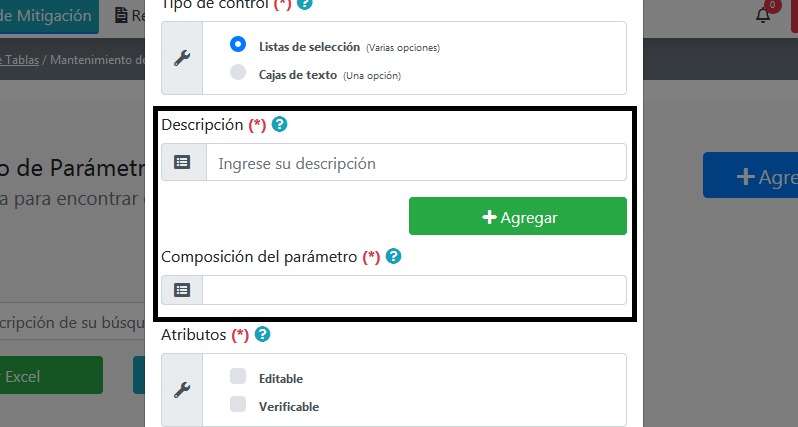 Tipo de control (*)
de Mitigación
Re
0
Listas de selección (Varias opciones)
Cajas de texto (Una opción)
Tablas / Mantenimiento de
Descripción (*)
Ingrese su descripción
o de Parámetr
a para encontrar
Agre
Agregar
Composición del parámetro (*)
cripción de su búsqu
Atributos (*)
Excel
Editable
Verificable